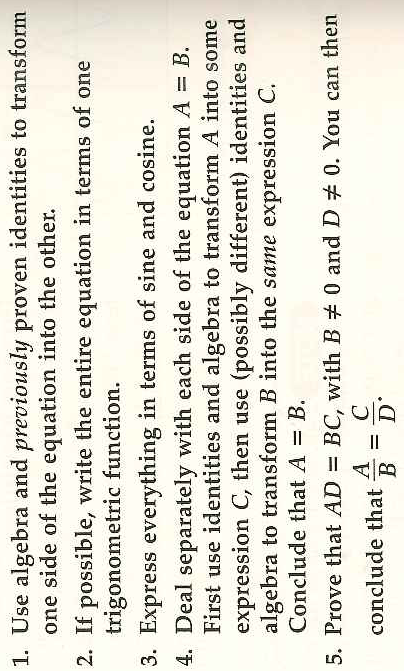 1. Use algebra and previously proven identities to transform
one side of the equation into the other.
2. If possible, write the entire equation in terms of one
trigonometric function.
3. Express everything in terms of sine and cosine.
4. Deal separately with each side of the equation A = B.
First use identities and algebra to transform A into some
expression C, then use (possibly different) identities and
algebra to transform B into the same expression C.
Conclude that A = B.
5. Prove that AD = BC, with B ≠ 0 and D ≠ 0. You can then
conclude that A/B = C/D.